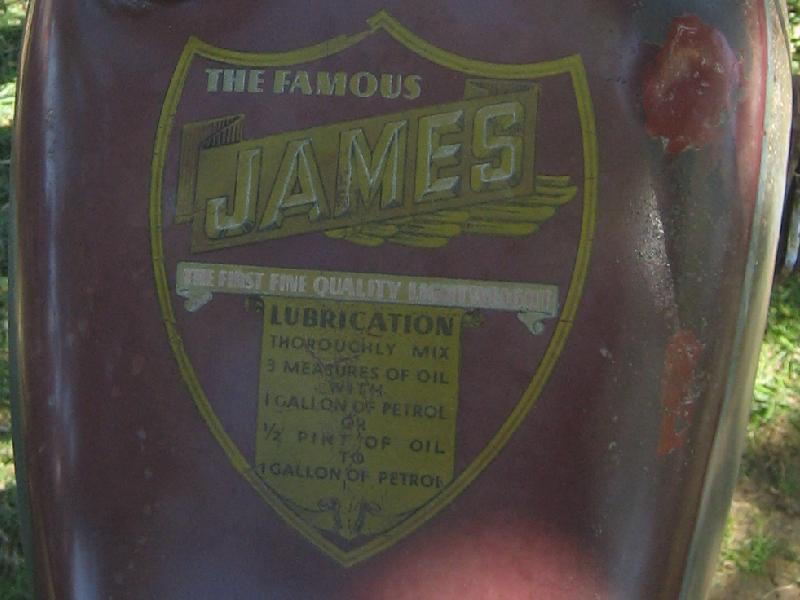 THE FAMOUS
JAMES
THE FIRST FINE QUALITY LIGHTWEIGHT
LUBRICATION
THOROUGHLY MIX
3 MEASURES OF OIL
WITH
1 GALLON OF PETROL
OR
1/2 PINT OF OIL
TO
1 GALLON OF PETROL